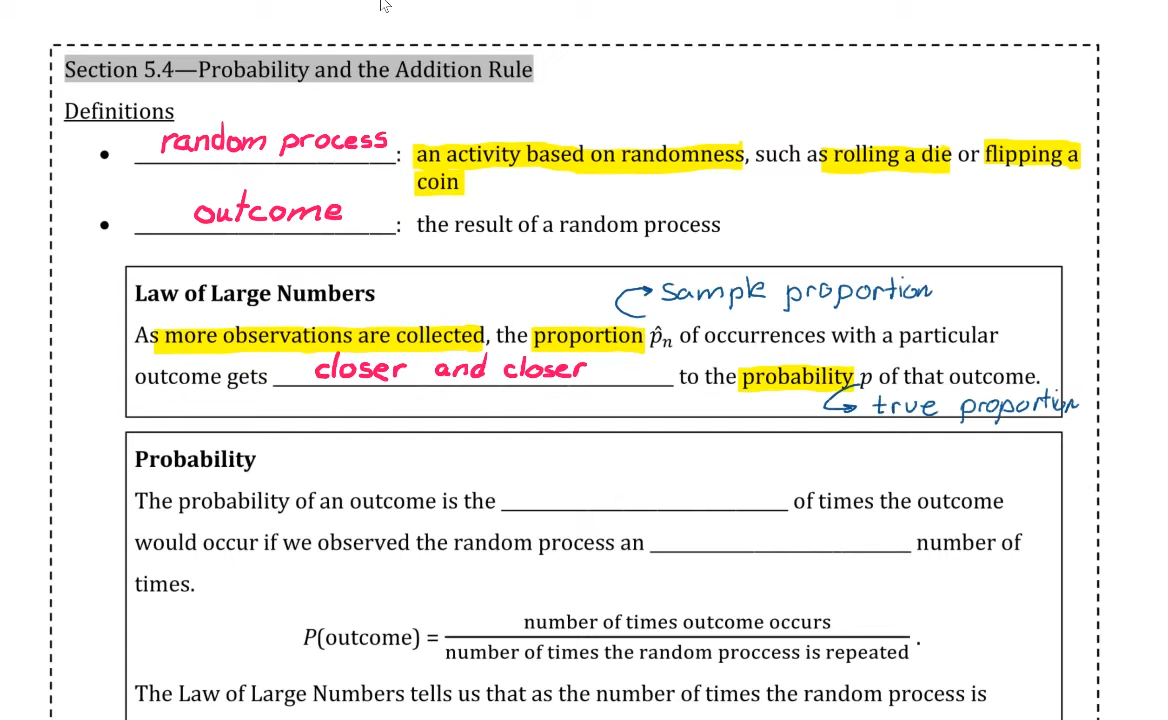 Section 5.4—Probability and the Addition Rule
Definitions
• random process: an activity based on randomness, such as rolling a die or flipping a
coin
• outcome: the result of a random process
Law of Large Numbers
sample proportion
As more observations are collected, the proportion p̂ₙ of occurrences with a particular
outcome gets closer and closer to the probability p of that outcome.
true proportion
Probability
The probability of an outcome is the ____________ of times the outcome
would occur if we observed the random process an ____________ number of
times.
P(outcome) = number of times outcome occurs
number of times the random proccess is repeated .
The Law of Large Numbers tells us that as the number of times the random process is